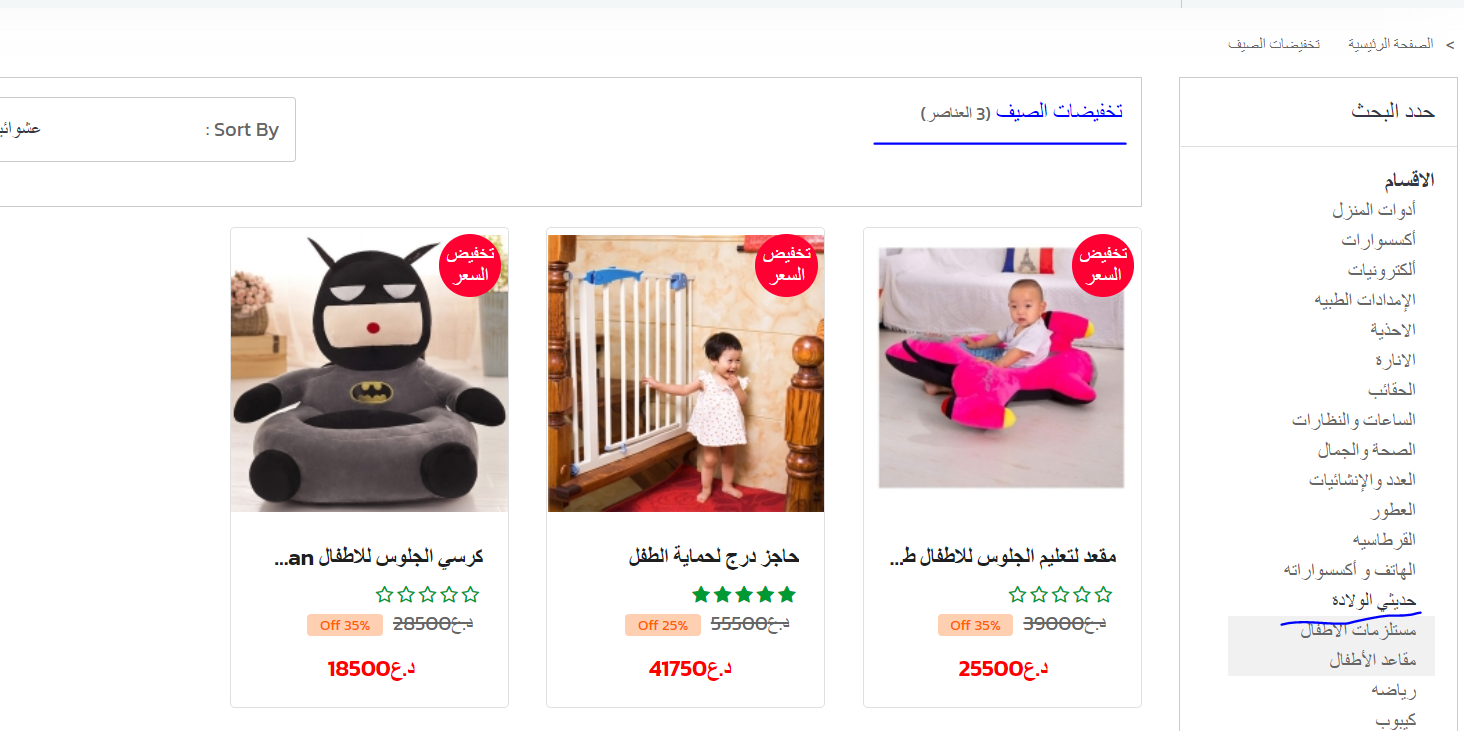 > الصفحة الرئيسية تخفيضات الصيف
حدد البحث
الاقسام
أدوات المنزل
أكسسوارات
ألكترونيات
الإمدادات الطبيه
الاحذية
الانارة
الحقائب
الساعات والنظارات
الصحة والجمال
العدد والإنشائيات
العطور
القرطاسيه
الهاتف و أكسسواراته
حديثي الولادة
مستلزمات الاطفال
مقاعد الأطفال
رياضه
كيبوب
تخفيضات الصيف (3 العناصر)
Sort By :
تخفيض السعر
مقعد لتعليم الجلوس للاطفال ط...
د.ع39000 Off 35%
د.ع25500
تخفيض السعر
حاجز درج لحماية الطفل
د.ع55500 Off 25%
د.ع41750
تخفيض السعر
كرسي الجلوس للاطفال an...
د.ع28500 Off 35%
د.ع18500